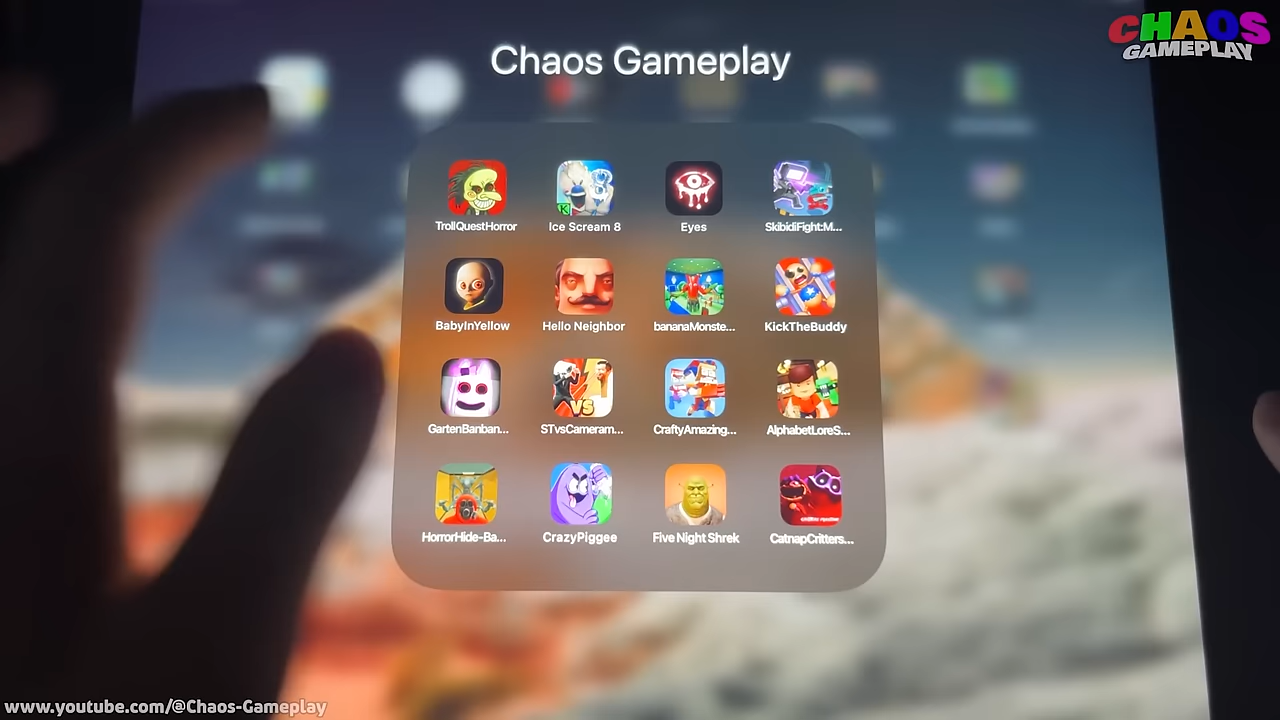 CHAOS
GAMEPLAY
Chaos Gameplay
TrollQuestHorror
Ice Scream 8
Eyes
SkibidiFight:M...
BabyInYellow
Hello Neighbor
bananaMonste...
KickTheBuddy
GartenBanban...
STvsCameram...
CraftyAmazing...
AlphabetLoreS...
VS
HorrorHide-Ba...
CrazyPiggee
Five Night Shrek
CatnapCritters...
www.youtube.com/@Chaos-Gameplay